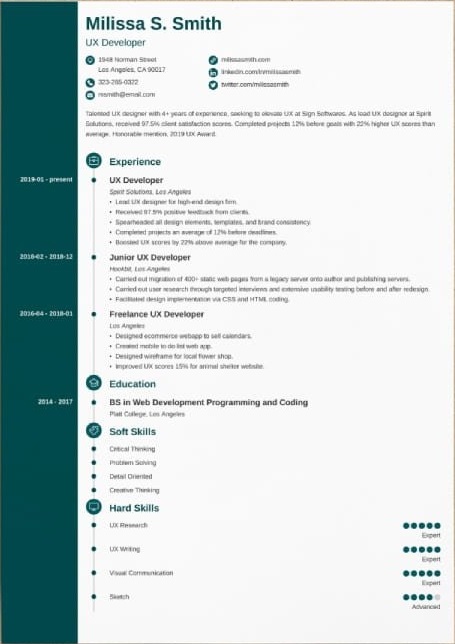 Milissa S. Smith
UX Developer
1948 Norman Street
Los Angeles, CA 90017
323-265-0322
msmith@email.com
milissasmith.com
linkedin.com/in/milissasmith
twitter.com/milissasmith
Talented UX designer with 4+ years of experience, seeking to elevate UX at Sign Softwares. As lead UX designer at Spirit
Solutions, received 97.5% client satisfaction scores. Completed projects 12% before goals with 22% higher UX scores than
average. Honorable mention, 2019 UX Award.
Experience
2019-01 - present
UX Developer
Spirit Solutions, Los Angeles
• Lead UX designer for high-end design firm.
• Received 97.5% positive feedback from clients.
• Spearheaded all design elements, templates, and brand consistency.
• Completed projects an average of 12% before deadlines.
• Boosted UX scores by 22% above average for the company.
2018-02 - 2018-12
Junior UX Developer
Hookbit, Los Angeles
• Carried out migration of 400+ static web pages from a legacy server onto author and publishing servers.
• Carried out user research through targeted interviews and extensive usability testing before and after redesign.
• Facilitated design implementation via CSS and HTML coding.
2016-04 - 2018-01
Freelance UX Developer
Los Angeles
• Designed ecommerce webapp to sell calendars.
• Created mobile to-do list web app.
• Designed wireframe for local flower shop.
• Improved UX scores 15% for animal shelter website.
Education
2014 - 2017
BS in Web Development Programming and Coding
Platt College, Los Angeles
Soft Skills
Critical Thinking
Problem Solving
Detail Oriented
Creative Thinking
Hard Skills
UX Research
Expert
UX Writing
Expert
Visual Communication
Expert
Sketch
Advanced